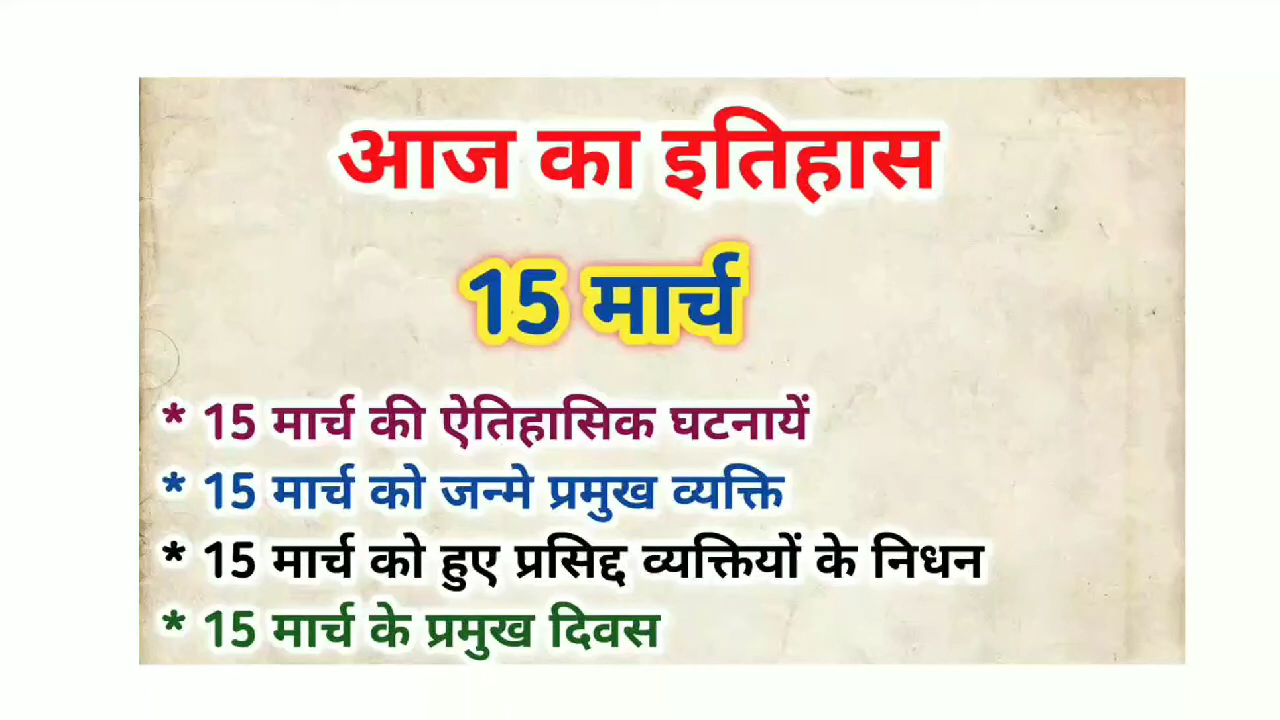 आज का इतिहास
15 मार्च
* 15 मार्च की ऐतिहासिक घटनायें
* 15 मार्च को जन्मे प्रमुख व्यक्ति
* 15 मार्च को हुए प्रसिद्द व्यक्तियों के निधन
* 15 मार्च के प्रमुख दिवस